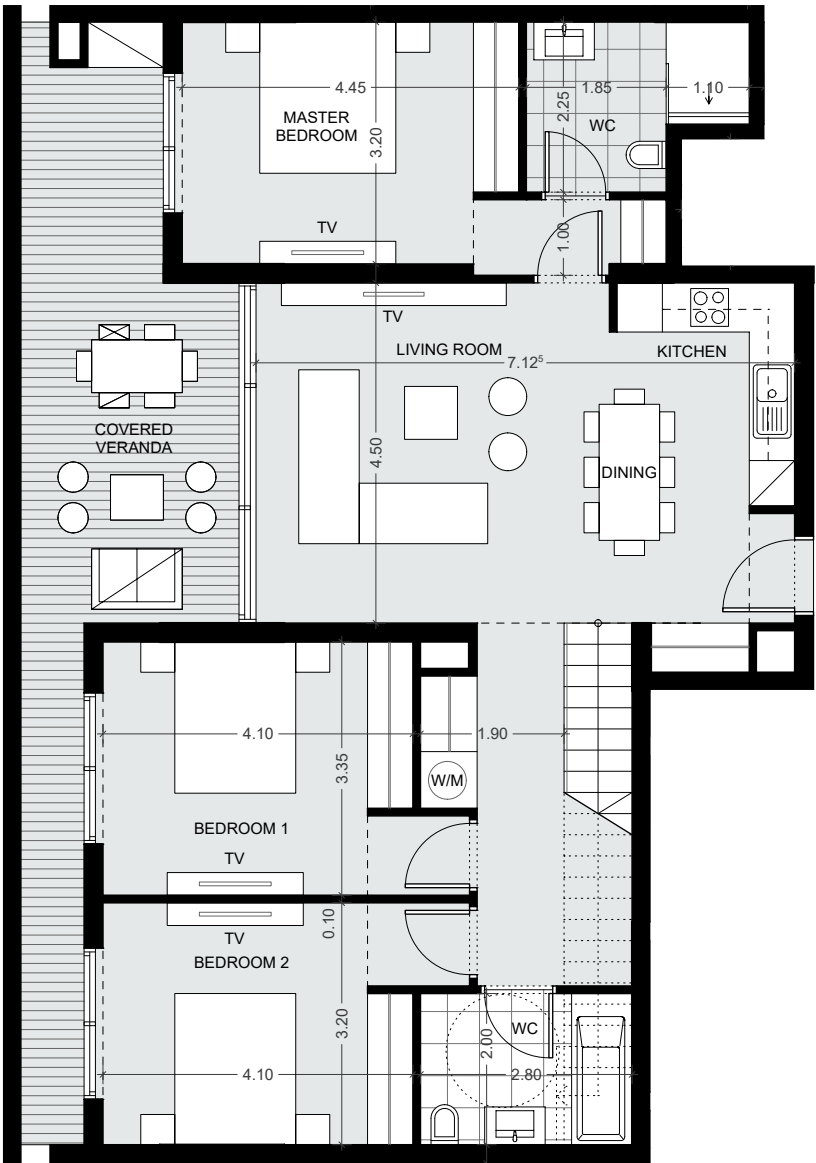 4.45
1.85
1.10
2.25
MASTER
BEDROOM
3.20
WC
TV
1.00
TV
LIVING ROOM
7.12⁵
KITCHEN
COVERED
VERANDA
4.50
DINING
4.10
1.90
3.35
W/M
BEDROOM 1
TV
0.10
TV
BEDROOM 2
3.20
WC
2.00
4.10
2.80